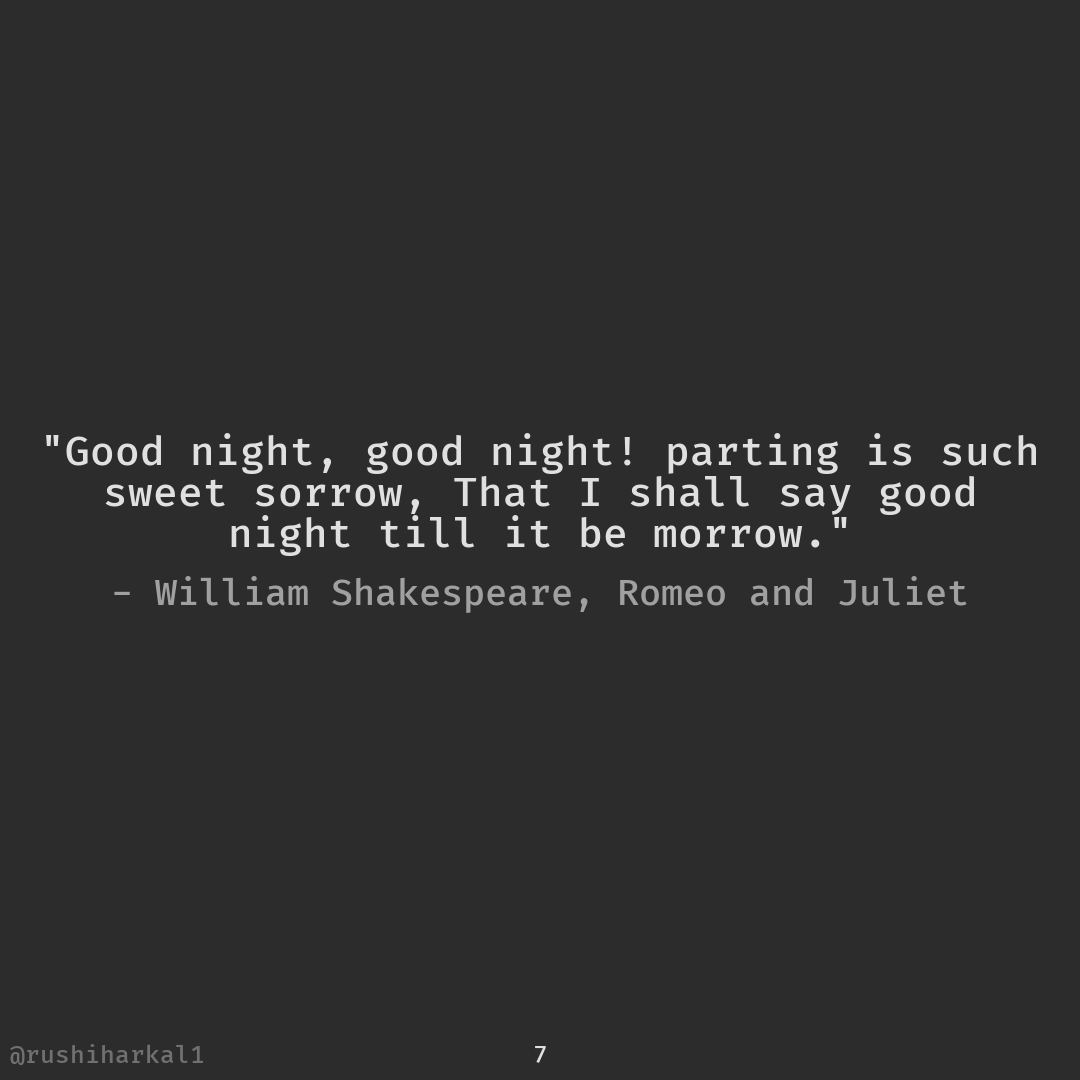 "Good night, good night! parting is such
sweet sorrow, That I shall say good
night till it be morrow."
– William Shakespeare, Romeo and Juliet
@rushiharkal1
7